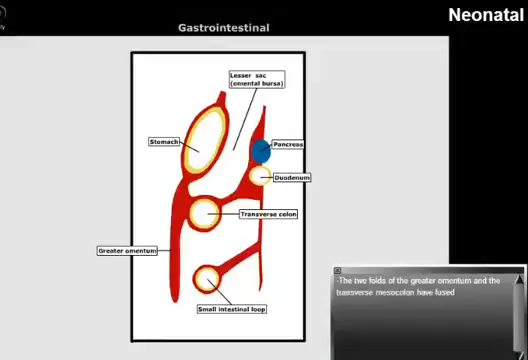 Neonatal
Gastrointestinal
Lesser sac
(omental bursa)
Stomach
Pancreas
Duodenum
Transverse colon
Greater omentum
Small intestinal loop
-The two folds of the greater omentum and the
transverse mesocolon have fused